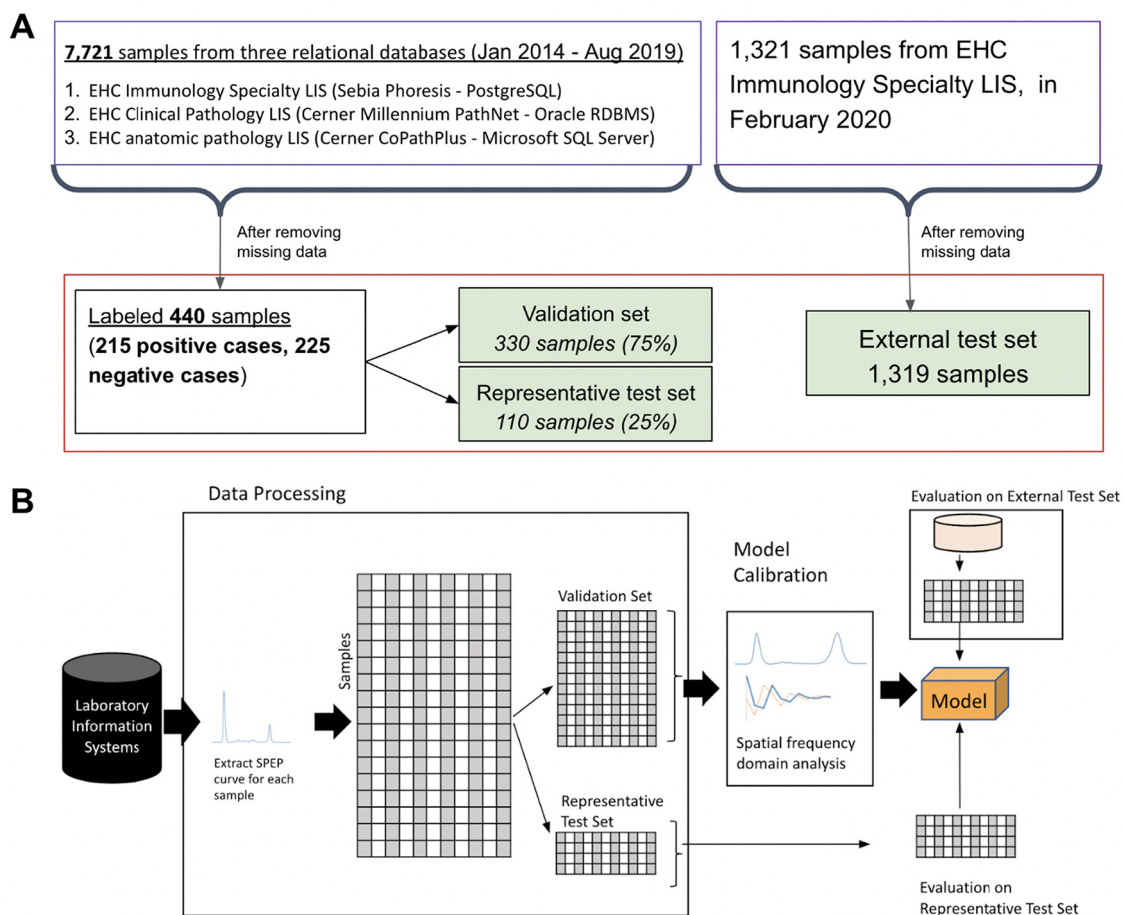 A
7,721 samples from three relational databases (Jan 2014 - Aug 2019)
1. EHC Immunology Specialty LIS (Sebia Phoresis - PostgreSQL)
2. EHC Clinical Pathology LIS (Cerner Millennium PathNet - Oracle RDBMS)
3. EHC anatomic pathology LIS (Cerner CoPathPlus - Microsoft SQL Server)
1,321 samples from EHC
Immunology Specialty LIS, in
February 2020
After removing
missing data
After removing
missing data
Labeled 440 samples
(215 positive cases, 225
negative cases)
Validation set
330 samples (75%)
Representative test set
110 samples (25%)
External test set
1,319 samples
B
Data Processing
Laboratory
Information
Systems
Extract SPEP
curve for each
sample
Samples
Validation Set
Representative
Test Set
Model
Calibration
Spatial frequency
domain analysis
Evaluation on External Test Set
Model
Evaluation on
Representative Test Set